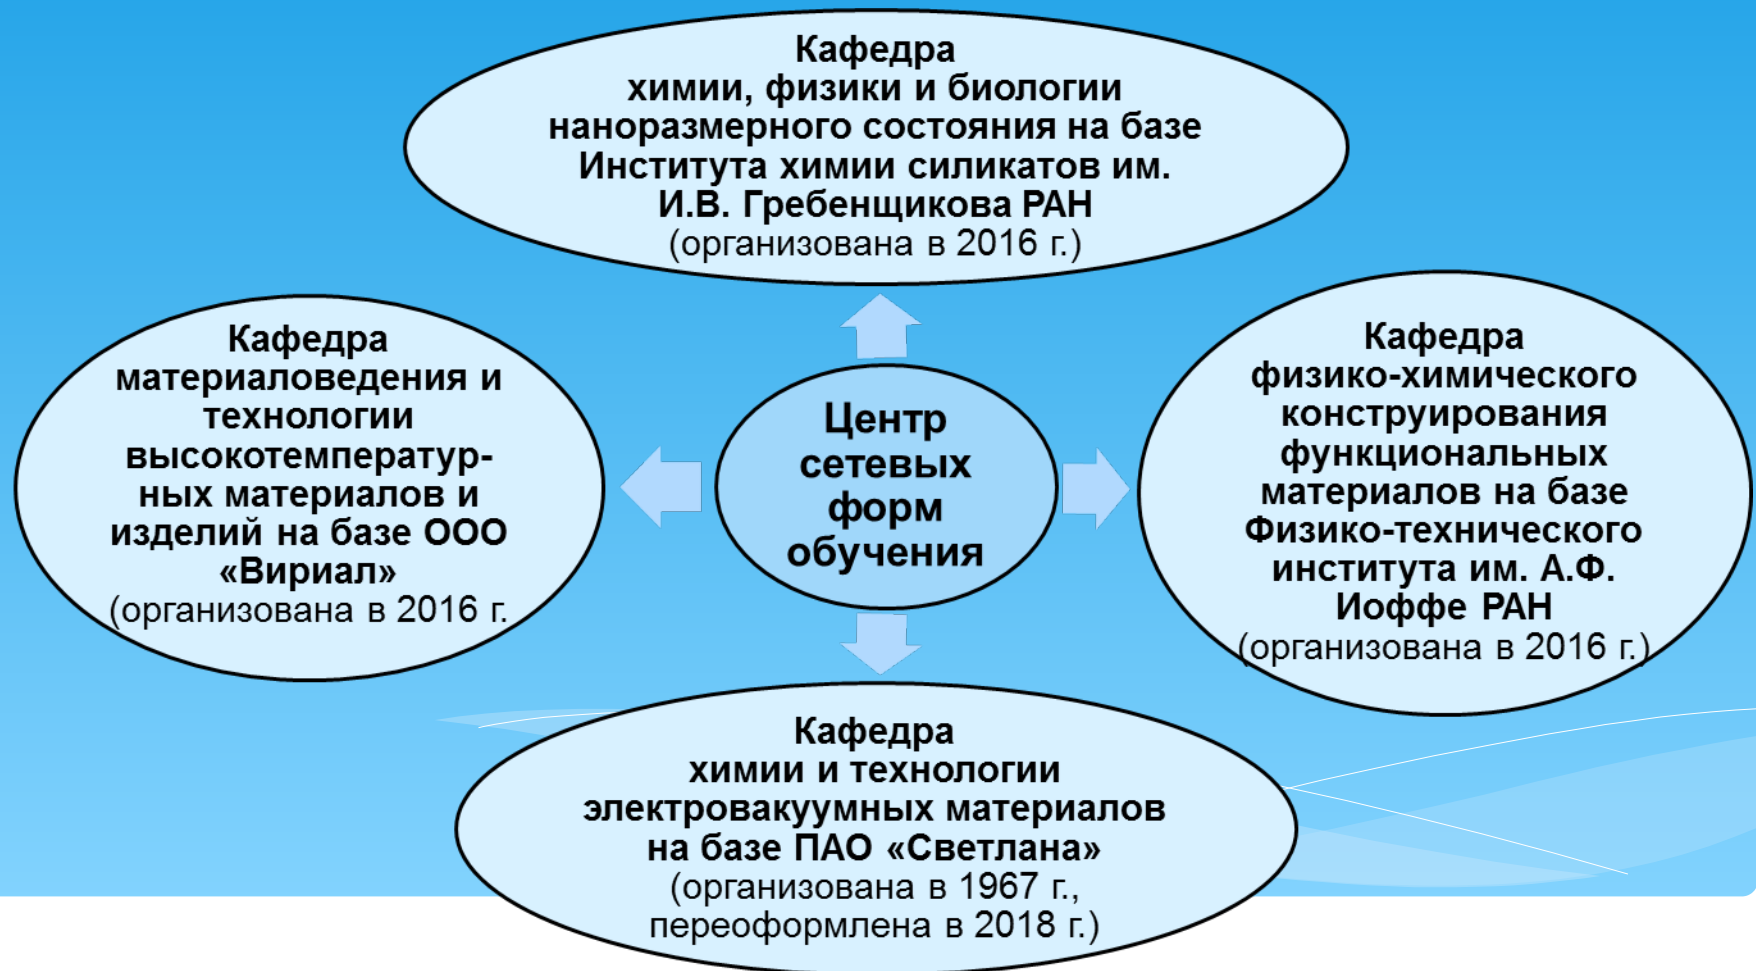 Кафедра
химии, физики и биологии
наноразмерного состояния на базе
Института химии силикатов им.
И.В. Гребенщикова РАН
(организована в 2016 г.)
Кафедра
материаловедения и
технологии
высокотемператур-
ных материалов и
изделий на базе ООО
«Вириал»
(организована в 2016 г.
Центр
сетевых
форм
обучения
Кафедра
физико-химического
конструирования
функциональных
материалов на базе
Физико-технического
института им. А.Ф.
Иоффе РАН
(организована в 2016 г.)
Кафедра
химии и технологии
электровакуумных материалов
на базе ПАО «Светлана»
(организована в 1967 г.,
переоформлена в 2018 г.)